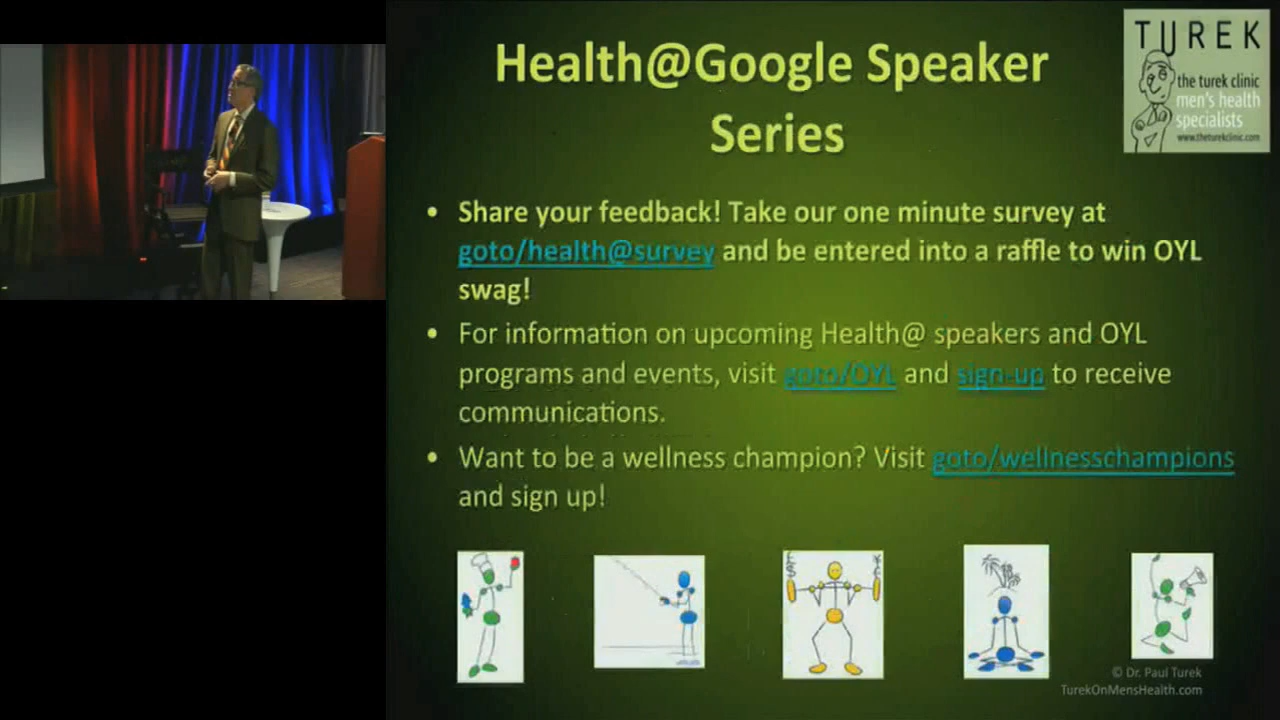 Health@Google Speaker
Series
TUREK
the turek clinic
men's health
specialists
www.theturekclinic.com
• Share your feedback! Take our one minute survey at
goto/health@survey and be entered into a raffle to win OYL
swag!
• For information on upcoming Health@ speakers and OYL
programs and events, visit goto/OYL and sign-up to receive
communications.
• Want to be a wellness champion? Visit goto/wellnesschampions
and sign up!
£ ¥
$ €
© Dr. Paul Turek
TurekOnMensHealth.com